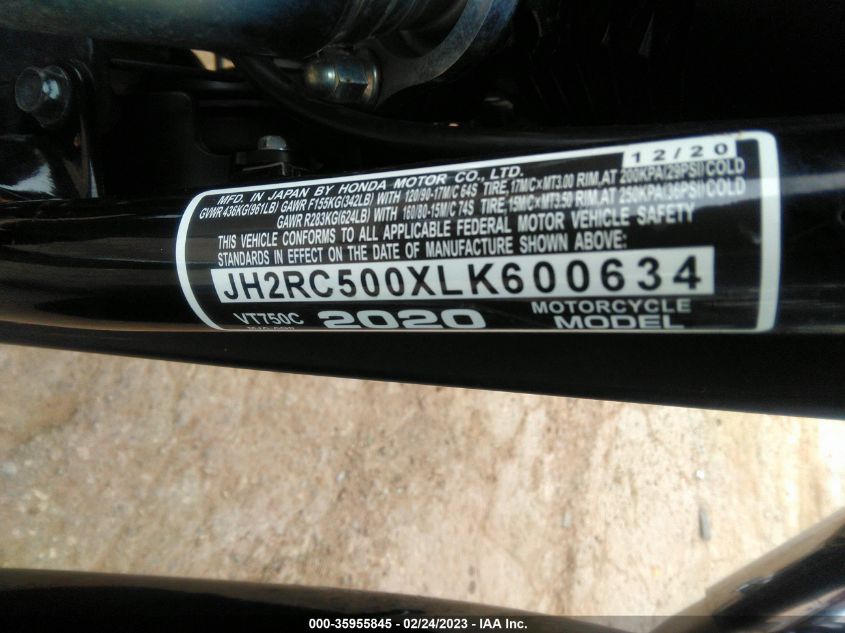 12/20
MFD. IN JAPAN BY HONDA MOTOR CO., LTD.
GVWR 436KG(961LB) GAWR F155KG(342LB) WITH 120/90-17M/C 64S TIRE, 17M/C×MT3.00 RIM, AT 200KPA(29PSI) COLD
GAWR R283KG(624LB) WITH 160/80-15M/C 74S TIRE, 15M/C×MT3.50 RIM, AT 250KPA(36PSI) COLD
THIS VEHICLE CONFORMS TO ALL APPLICABLE FEDERAL MOTOR VEHICLE SAFETY
STANDARDS IN EFFECT ON THE DATE OF MANUFACTURE SHOWN ABOVE:
JH2RC500XLK600634
VT750C 2020 MOTORCYCLE
MODEL
000-35955845 - 02/24/2023 - IAA Inc.